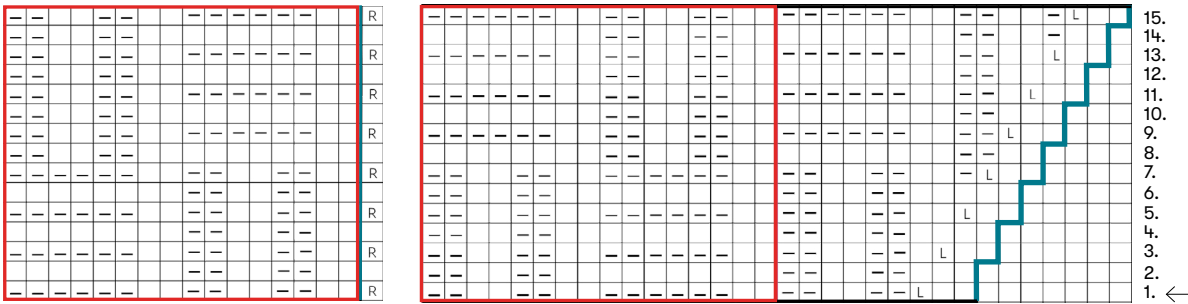 R L 15.
14.
R L 13.
12.
R L 11.
10.
R L 9.
8.
R L 7.
6.
R L 5.
4.
R L 3.
2.
R L 1. ←